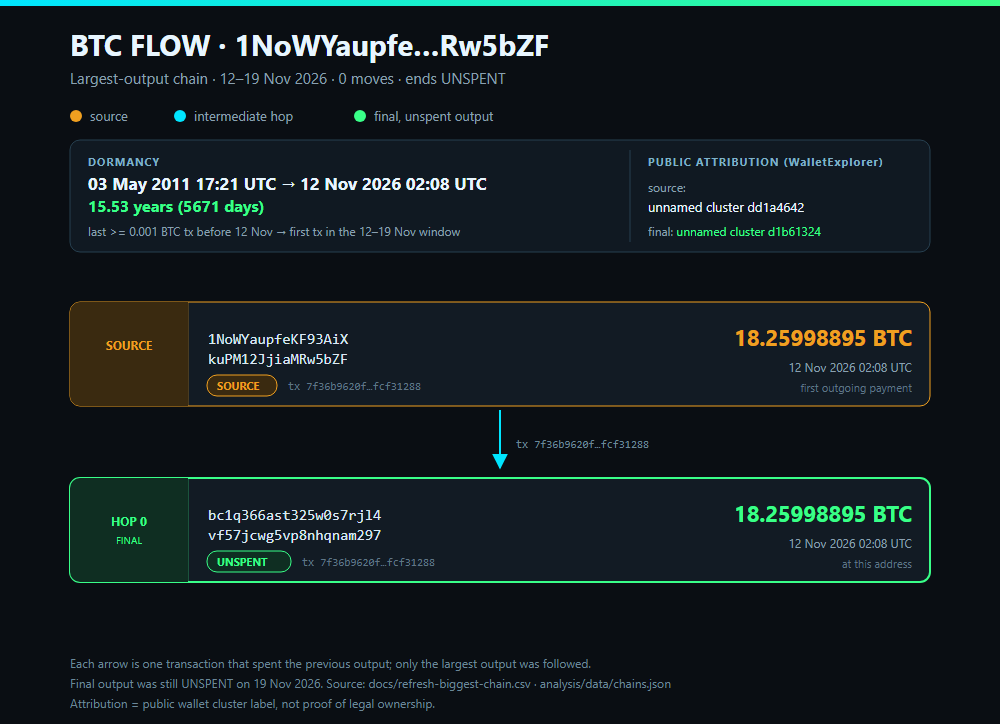 BTC FLOW · 1NoWYaupfe…Rw5bZF
Largest-output chain · 12–19 Nov 2026 · 0 moves · ends UNSPENT
source
intermediate hop
final, unspent output
DORMANCY
03 May 2011 17:21 UTC → 12 Nov 2026 02:08 UTC
15.53 years (5671 days)
last >= 0.001 BTC tx before 12 Nov → first tx in the 12–19 Nov window
PUBLIC ATTRIBUTION (WalletExplorer)
source:
unnamed cluster dd1a4642
final: unnamed cluster d1b61324
SOURCE
1NoWYaupfeKF93AiX
kuPM12JjiaMRw5bZF
SOURCE tx 7f36b9620f…fcf31288
18.25998895 BTC
12 Nov 2026 02:08 UTC
first outgoing payment
tx 7f36b9620f…fcf31288
HOP 0
FINAL
bc1q366ast325w0s7rjl4
vf57jcwg5vp8nhqnam297
UNSPENT tx 7f36b9620f…fcf31288
18.25998895 BTC
12 Nov 2026 02:08 UTC
at this address
Each arrow is one transaction that spent the previous output; only the largest output was followed.
Final output was still UNSPENT on 19 Nov 2026. Source: docs/refresh-biggest-chain.csv · analysis/data/chains.json
Attribution = public wallet cluster label, not proof of legal ownership.